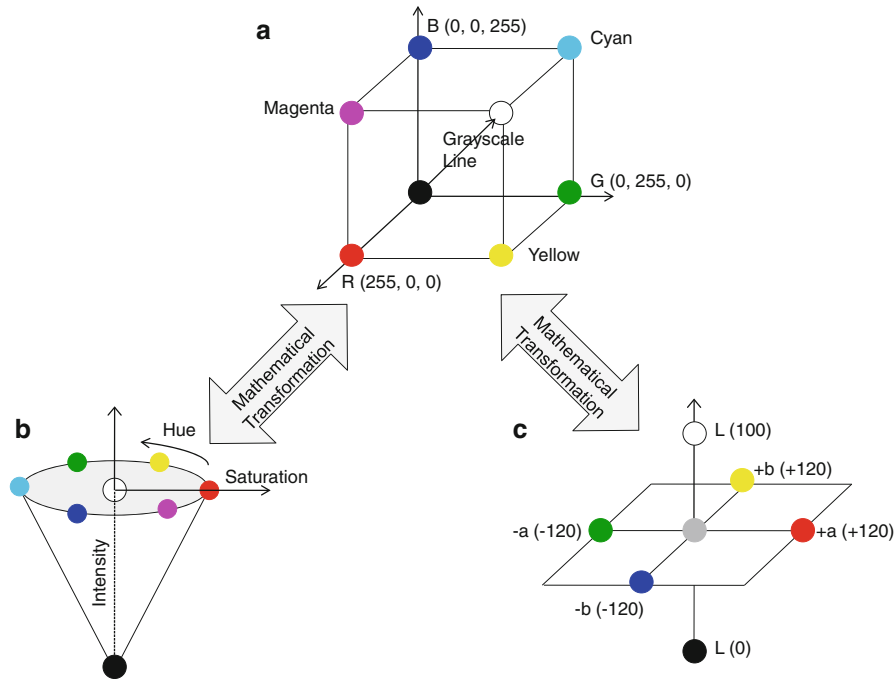 a
B (0, 0, 255)
Cyan
Magenta
Grayscale
Line
G (0, 255, 0)
Yellow
R (255, 0, 0)
Mathematical
Transformation
Mathematical
Transformation
b
Hue
Saturation
Intensity
c
L (100)
+b (+120)
-a (-120)
+a (+120)
-b (-120)
L (0)